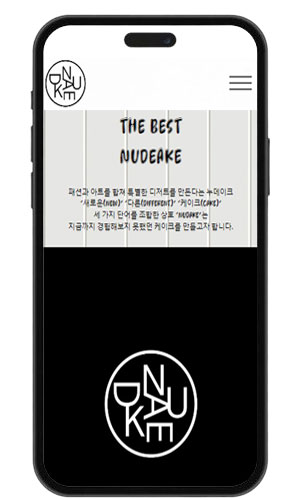 NUDAKE
THE BEST
NUDEAKE
패션과 아트를 합재 특별한 디저트를 만든다는 누데이크
“새로운(NEW)” “다른(DIFFERENT)” “케이크(CAKE)”
세 가지 단어를 조합한 상호 “NUDAKE”는
지금까지 경험해보지 못했던 케이크를 만들고자 합니다.
NUDAKE